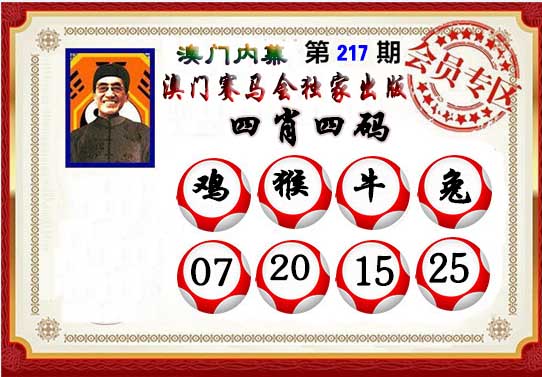 澳门内幕 第217期
会员专区
澳门赛马会独家出版
四肖四码
鸡 猴 牛 兔
07 20 15 25